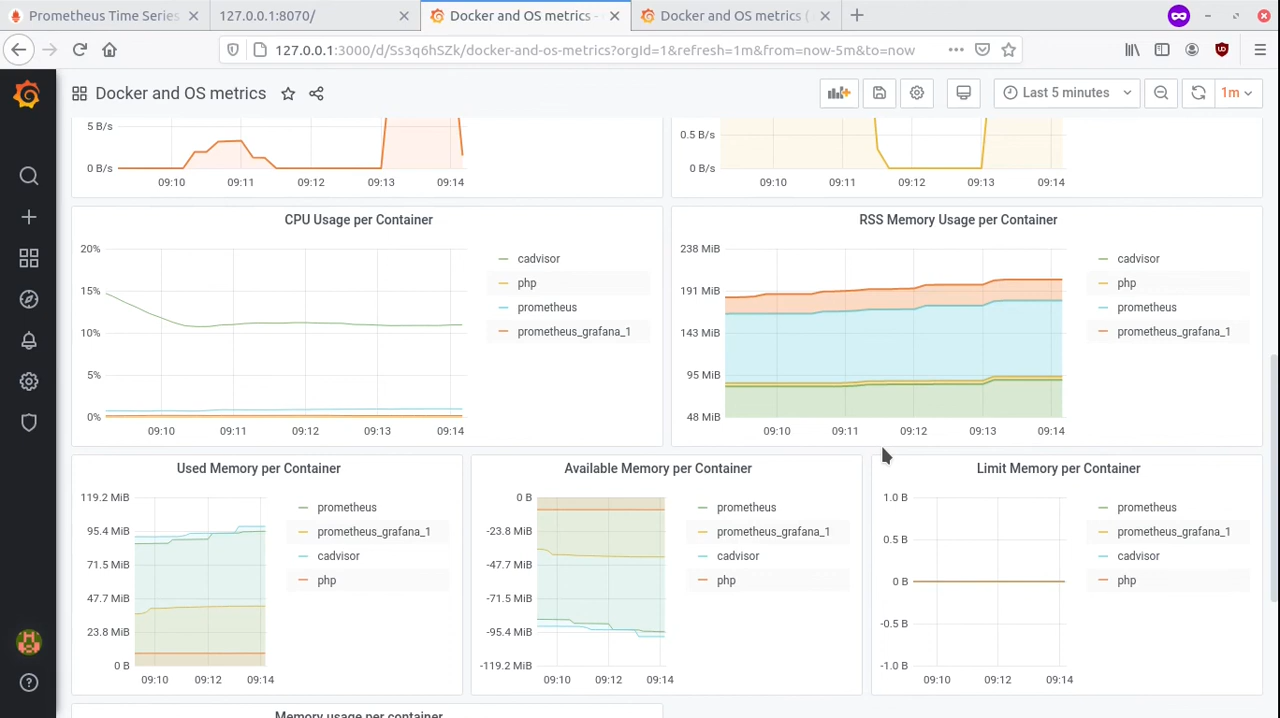 Prometheus Time Series
127.0.0.1:8070/
Docker and OS metrics -
Docker and OS metrics (
127.0.0.1:3000/d/Ss3q6hSZk/docker-and-os-metrics?orgId=1&refresh=1m&from=now-5m&to=now
Docker and OS metrics
Last 5 minutes
1m
5 B/s
0 B/s
09:10 09:11 09:12 09:13 09:14
0.5 B/s
0 B/s
09:10 09:11 09:12 09:13 09:14
CPU Usage per Container
20%
15%
10%
5%
0%
09:10 09:11 09:12 09:13 09:14
cadvisor
php
prometheus
prometheus_grafana_1
RSS Memory Usage per Container
238 MiB
191 MiB
143 MiB
95 MiB
48 MiB
09:10 09:11 09:12 09:13 09:14
cadvisor
php
prometheus
prometheus_grafana_1
Used Memory per Container
119.2 MiB
95.4 MiB
71.5 MiB
47.7 MiB
23.8 MiB
0 B
09:10 09:12 09:14
prometheus
prometheus_grafana_1
cadvisor
php
Available Memory per Container
0 B
-23.8 MiB
-47.7 MiB
-71.5 MiB
-95.4 MiB
-119.2 MiB
09:10 09:12 09:14
prometheus
prometheus_grafana_1
cadvisor
php
Limit Memory per Container
1.0 B
0.5 B
0 B
-0.5 B
-1.0 B
09:10 09:12 09:14
prometheus
prometheus_grafana_1
cadvisor
php
Memory usage per container